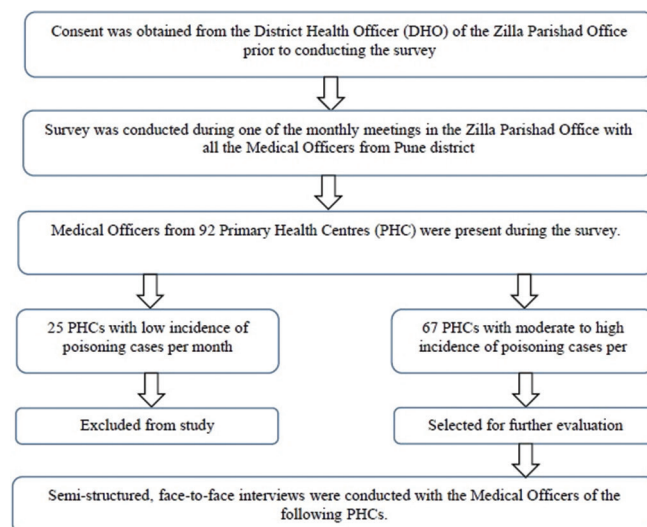 Consent was obtained from the District Health Officer (DHO) of the Zilla Parishad Office
prior to conducting the survey
Survey was conducted during one of the monthly meetings in the Zilla Parishad Office with
all the Medical Officers from Pune district
Medical Officers from 92 Primary Health Centres (PHC) were present during the survey.
25 PHCs with low incidence of
poisoning cases per month
67 PHCs with moderate to high
incidence of poisoning cases per
Excluded from study
Selected for further evaluation
Semi-structured, face-to-face interviews were conducted with the Medical Officers of the
following PHCs.